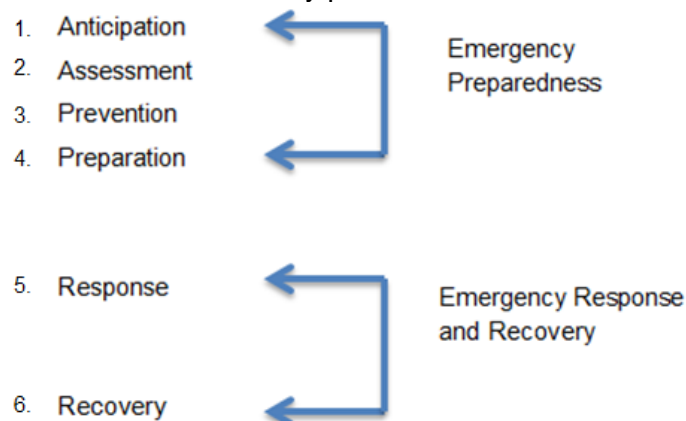 1. Anticipation
2. Assessment
3. Prevention
4. Preparation
Emergency
Preparedness
5. Response
6. Recovery
Emergency Response
and Recovery